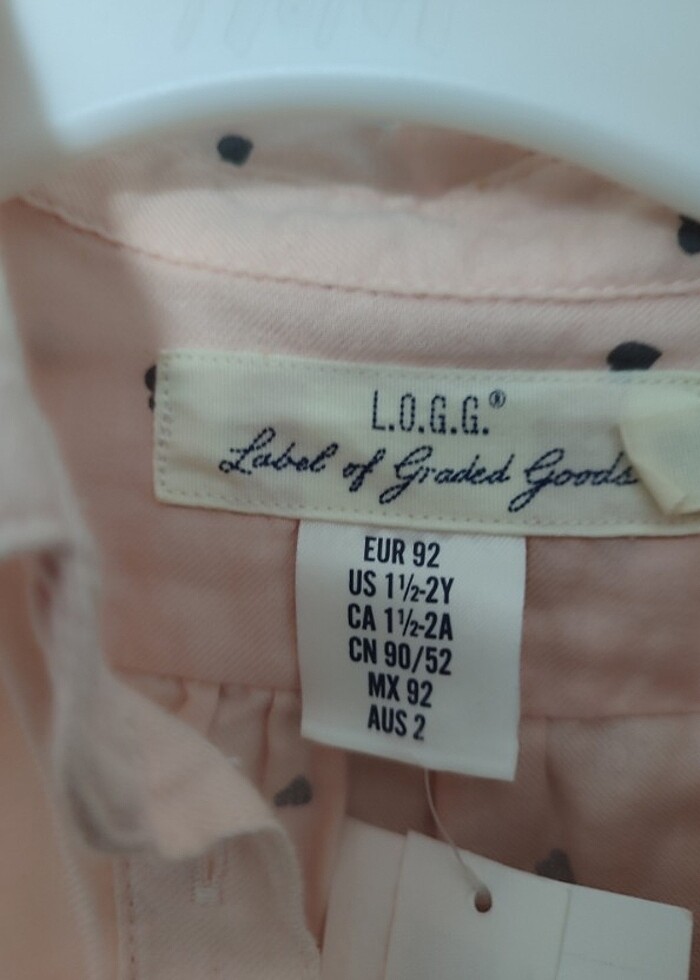 L.O.G.G.®
Label of Graded Goods
EUR 92
US 1½-2Y
CA 1½-2A
CN 90/52
MX 92
AUS 2